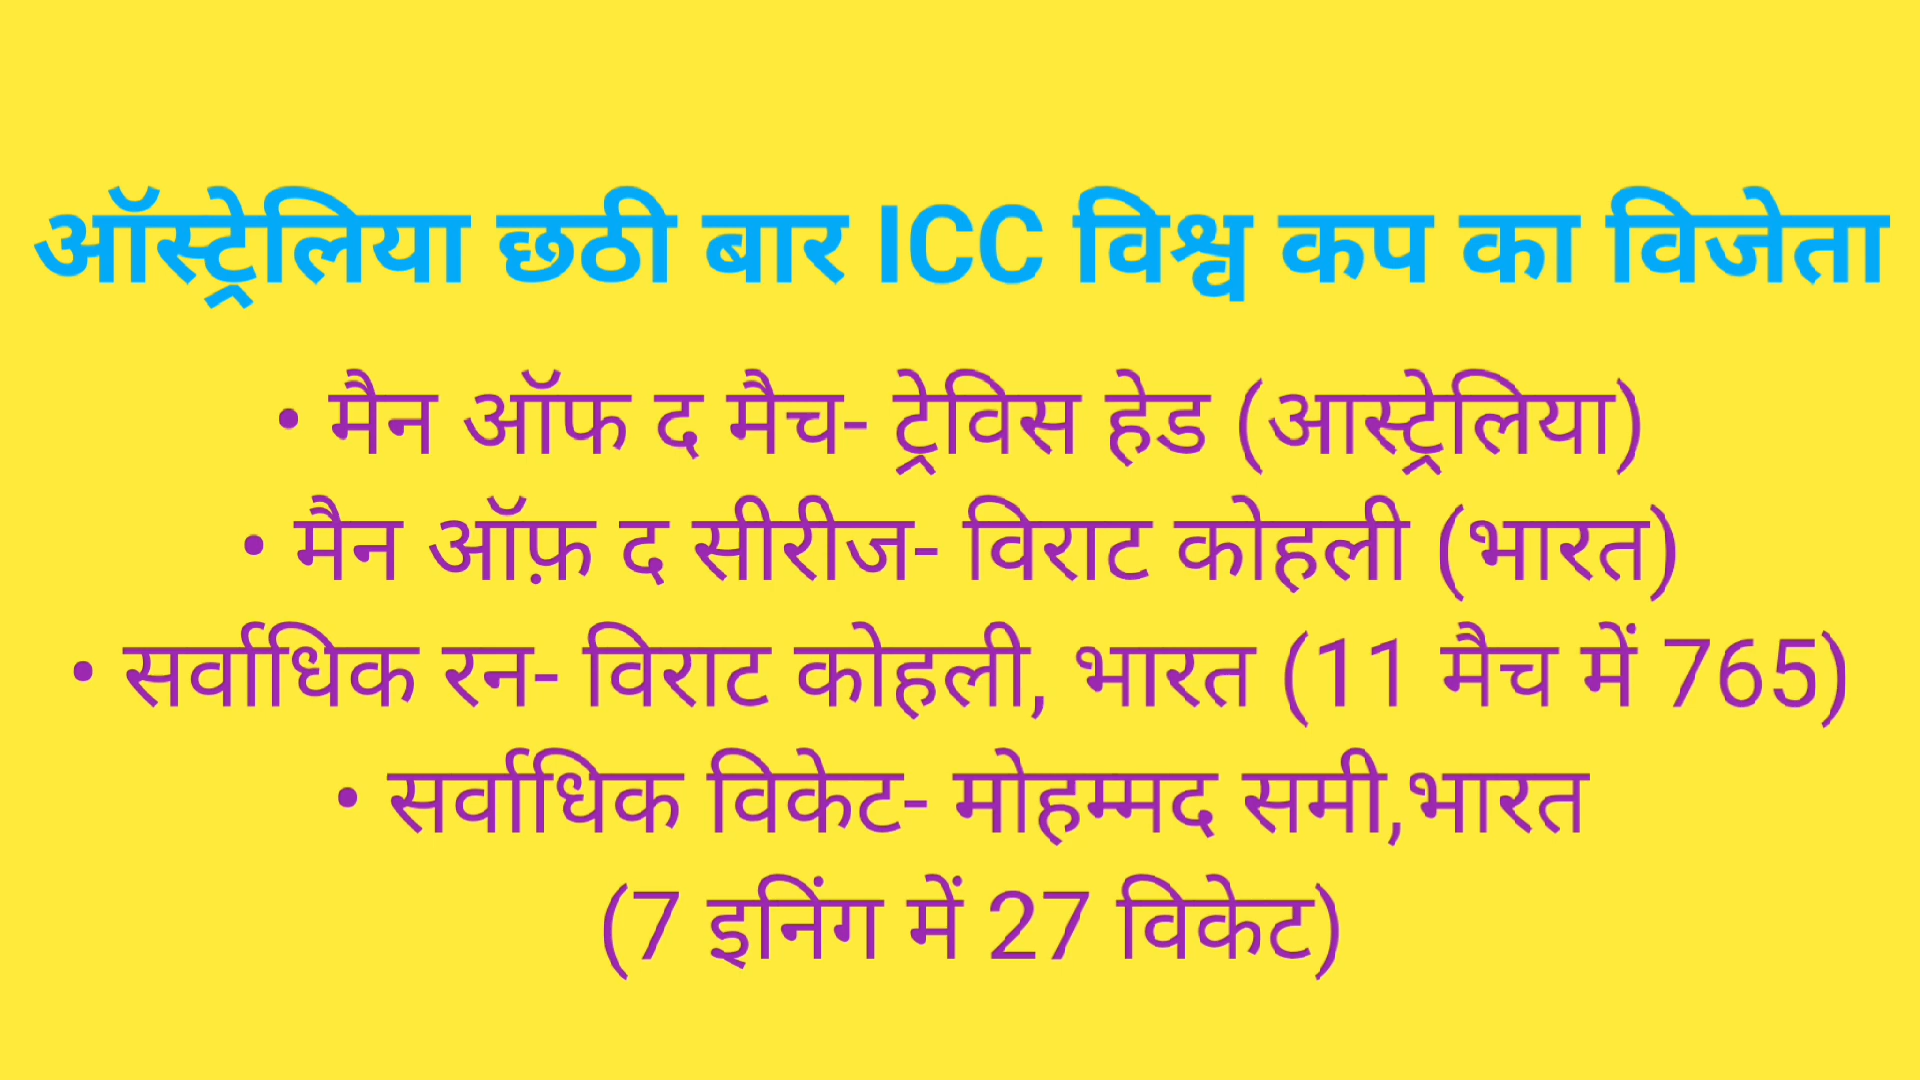 ऑस्ट्रेलिया छठी बार ICC विश्व कप का विजेता
• मैन ऑफ द मैच- ट्रेविस हेड (आस्ट्रेलिया)
• मैन ऑफ़ द सीरीज- विराट कोहली (भारत)
• सर्वाधिक रन- विराट कोहली, भारत (11 मैच में 765)
• सर्वाधिक विकेट- मोहम्मद समी,भारत
(7 इनिंग में 27 विकेट)